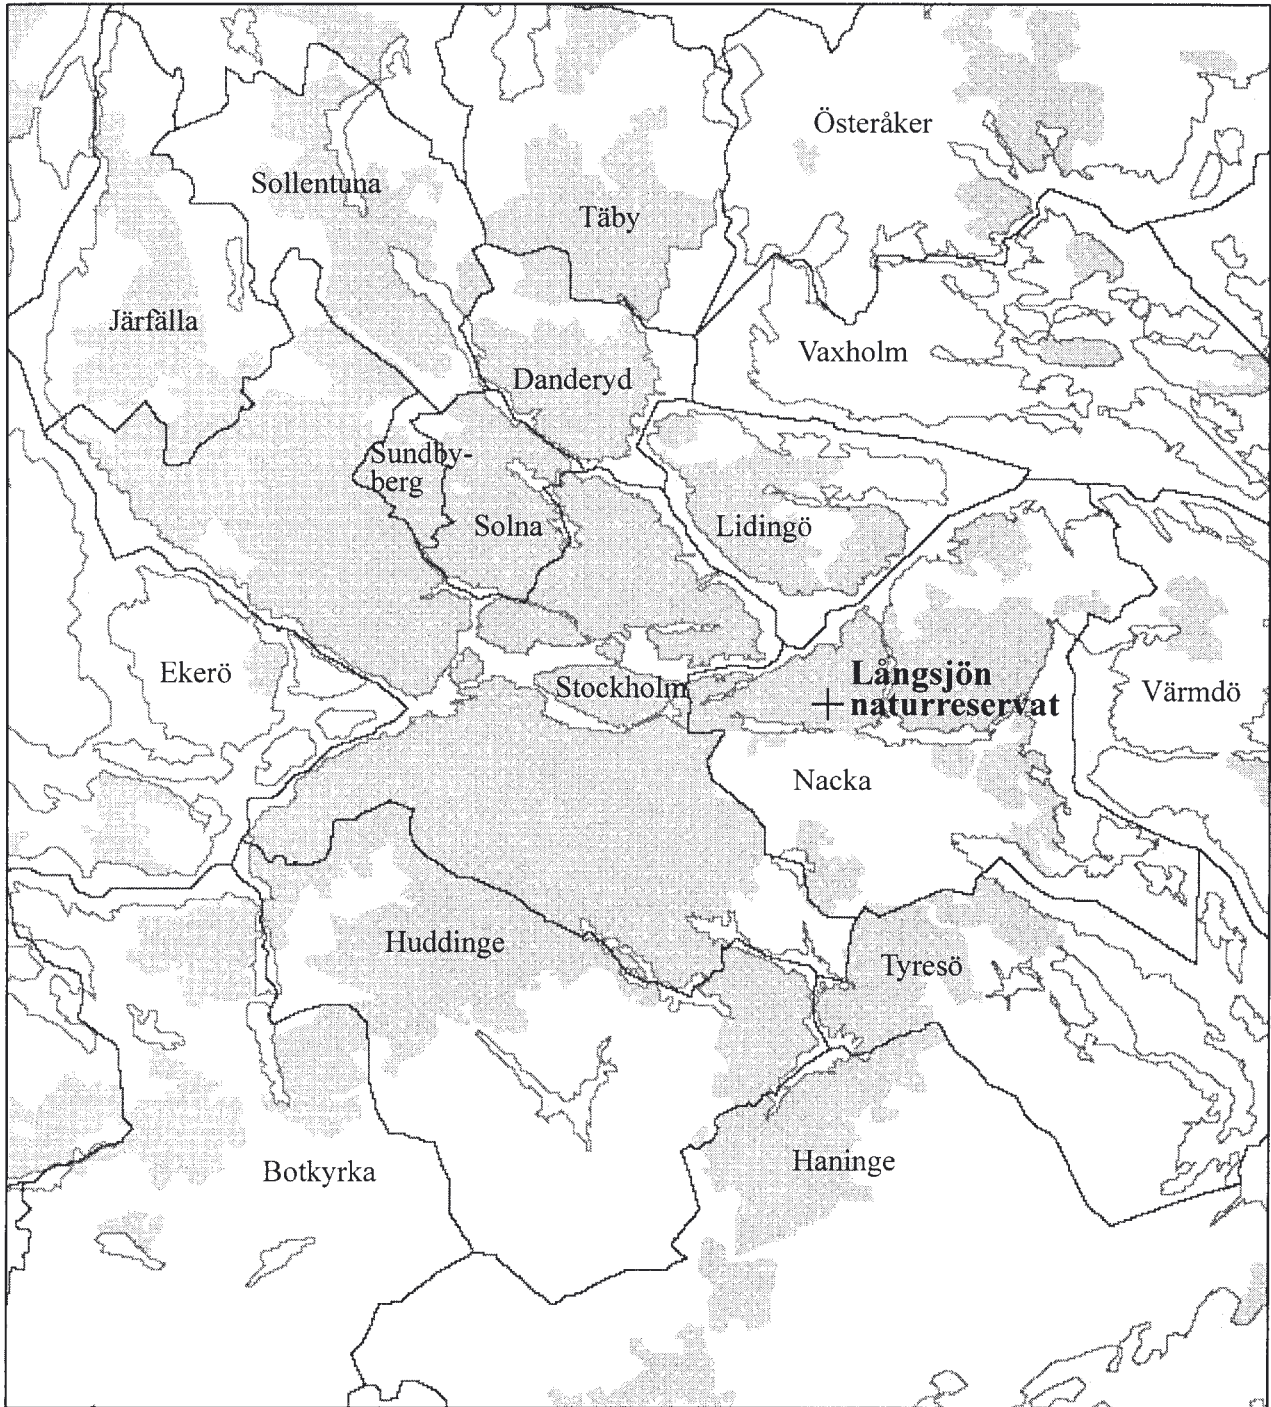 Österåker
Sollentuna
Täby
Järfälla
Vaxholm
Danderyd
Sundby-
berg
Solna
Lidingö
Ekerö
Stockholm
Långsjön
naturreservat
Värmdö
Nacka
Huddinge
Tyresö
Botkyrka
Haninge